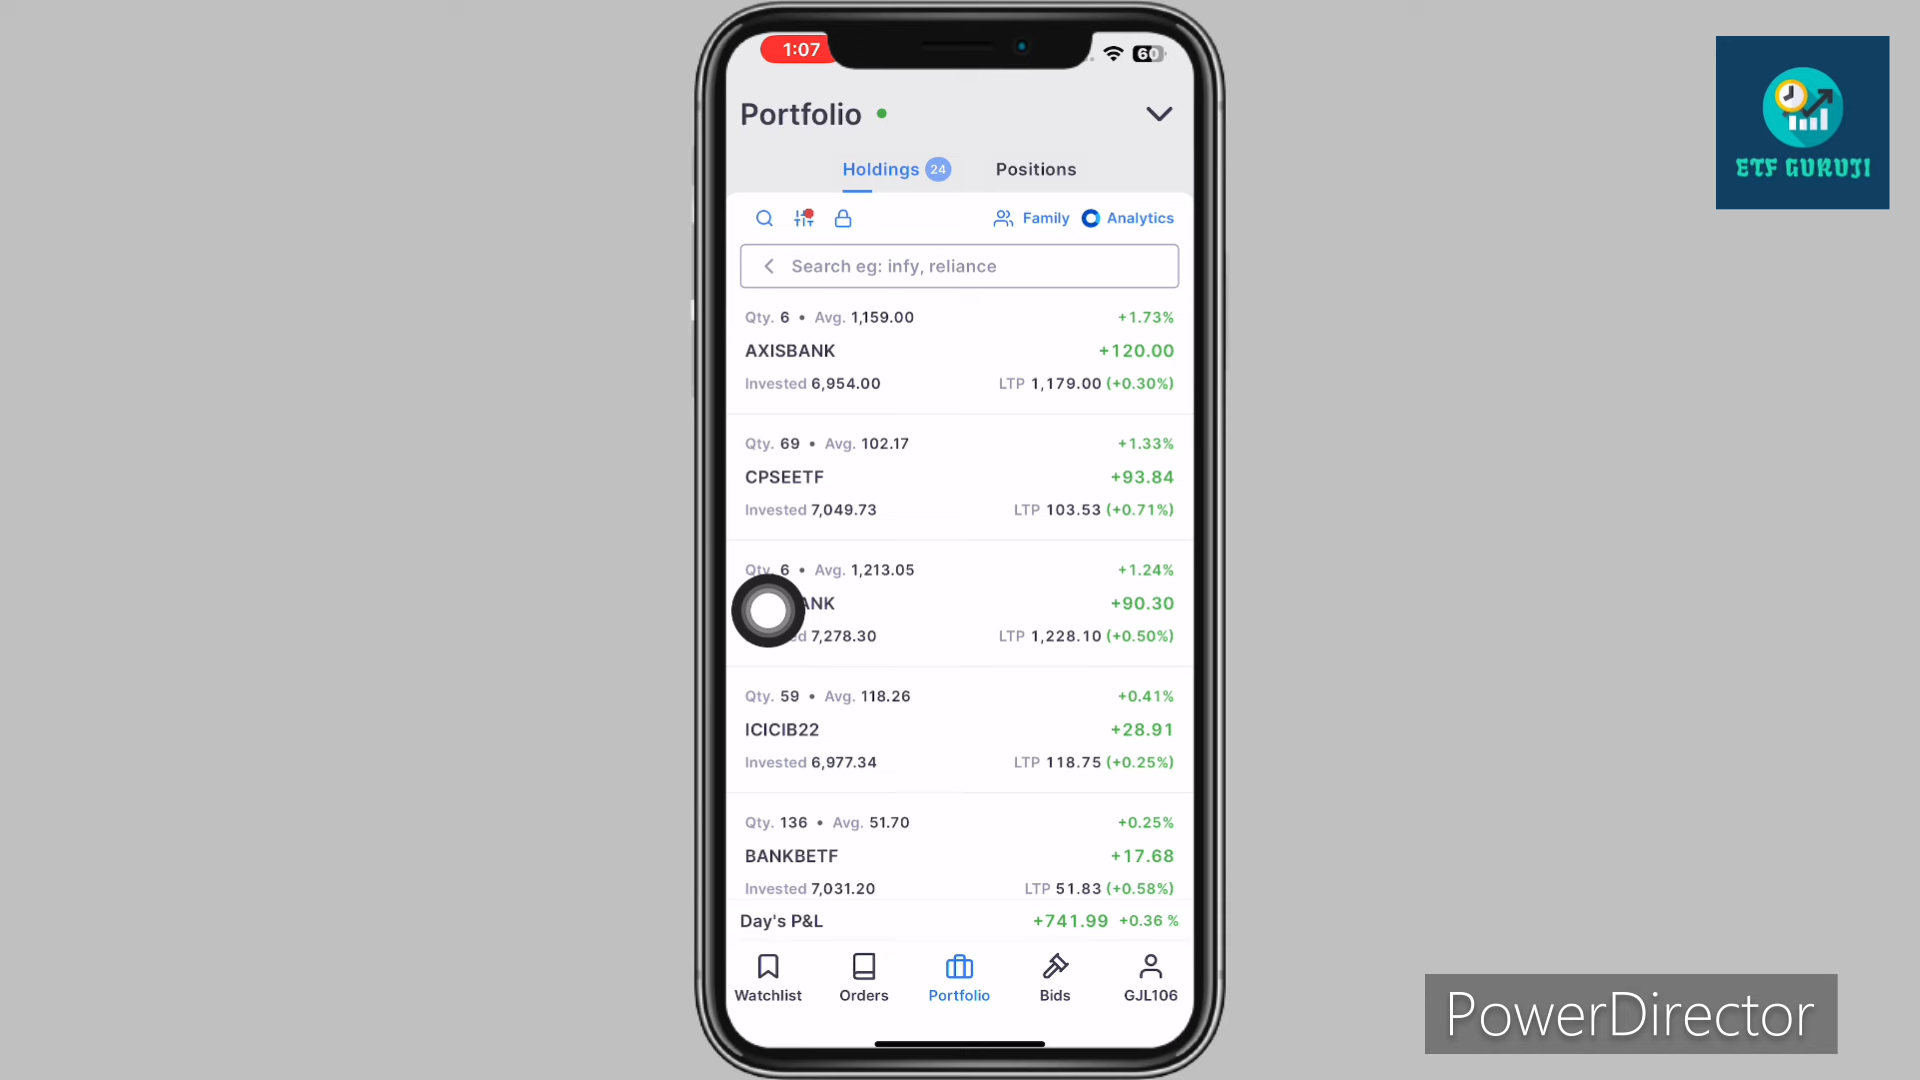 1:07
60
Portfolio
Holdings 24 Positions
Family Analytics
Search eg: infy, reliance
Qty. 6 • Avg. 1,159.00 +1.73%
AXISBANK +120.00
Invested 6,954.00 LTP 1,179.00 (+0.30%)
Qty. 69 • Avg. 102.17 +1.33%
CPSEETF +93.84
Invested 7,049.73 LTP 103.53 (+0.71%)
Qty. 6 • Avg. 1,213.05 +1.24%
ANK +90.30
7,278.30 LTP 1,228.10 (+0.50%)
Qty. 59 • Avg. 118.26 +0.41%
ICICIB22 +28.91
Invested 6,977.34 LTP 118.75 (+0.25%)
Qty. 136 • Avg. 51.70 +0.25%
BANKBETF +17.68
Invested 7,031.20 LTP 51.83 (+0.58%)
Day's P&L +741.99 +0.36 %
Watchlist Orders Portfolio Bids GJL106
ETF GURUJI
PowerDirector